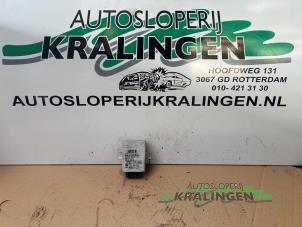 AUTOSLOPERIJ
KRALINGEN
HOOFDWEG 131
3067 GD ROTTERDAM
010- 421 31 30
AUTOSLOPERIJKRALINGEN.NL
AUTOSLOPERIJ
KRALINGEN